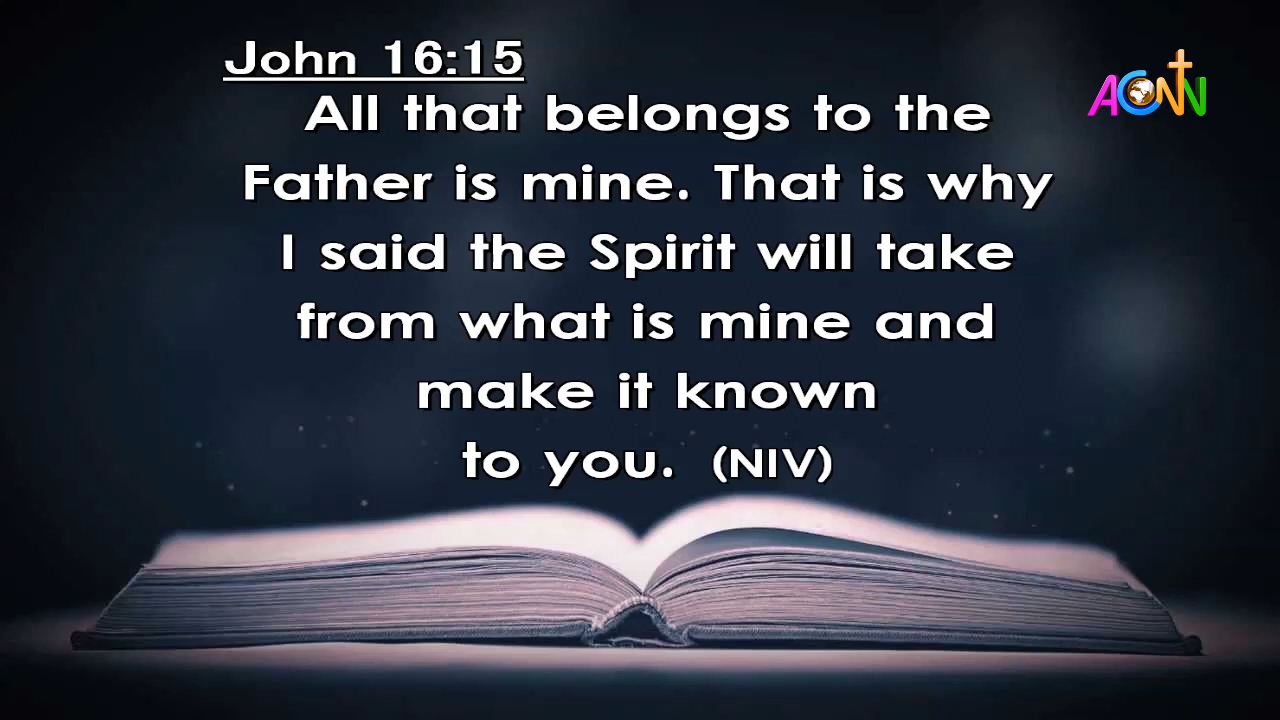 John 16:15
ACNN
All that belongs to the
Father is mine. That is why
I said the Spirit will take
from what is mine and
make it known
to you. (NIV)